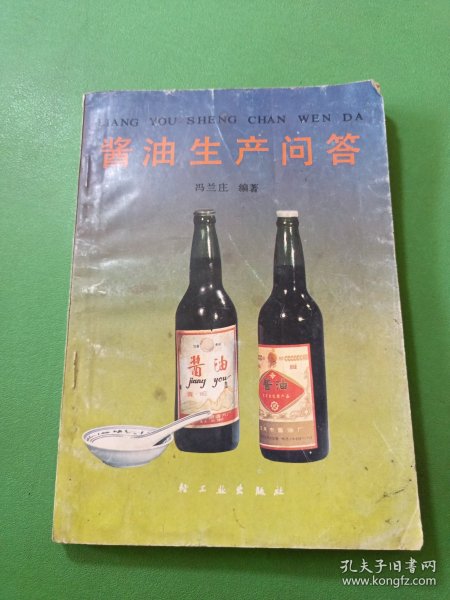 JIANG YOU SHENG CHAN WEN DA
酱油生产问答
冯兰庄 编著
酱油
jiang you
酱油
轻工业出版社
孔夫子旧书网
www.kongfz.com